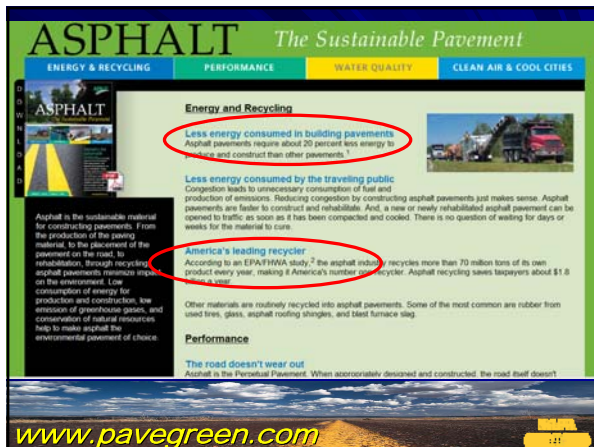 ASPHALT The Sustainable Pavement
ENERGY & RECYCLING PERFORMANCE WATER QUALITY CLEAN AIR & COOL CITIES
DOWNLOAD
ASPHALT
The Sustainable Pavement
Asphalt is the sustainable material
for constructing pavements. From
the production of the paving
material, to the placement of the
pavement on the road, to
rehabilitation, through recycling,
asphalt pavements minimize impact
on the environment. Low
consumption of energy for
production and construction, low
emission of greenhouse gases, and
conservation of natural resources
help to make asphalt the
environmental pavement of choice.
Energy and Recycling
Less energy consumed in building pavements
Asphalt pavements require about 20 percent less energy to
produce and construct than other pavements.¹
Less energy consumed by the traveling public
Congestion leads to unnecessary consumption of fuel and
production of emissions. Reducing congestion by constructing asphalt pavements just makes sense. Asphalt
pavements are faster to construct and rehabilitate. And, a new or newly rehabilitated asphalt pavement can be
opened to traffic as soon as it has been compacted and cooled. There is no question of waiting for days or
weeks for the material to cure.
America's leading recycler
According to an EPA/FHWA study,² the asphalt industry recycles more than 70 million tons of its own
product every year, making it America's number one recycler. Asphalt recycling saves taxpayers about $1.8
billion a year.
Other materials are routinely recycled into asphalt pavements. Some of the most common are rubber from
used tires, glass, asphalt roofing shingles, and blast furnace slag.
Performance
The road doesn't wear out
Asphalt is the Perpetual Pavement. When appropriately designed and constructed, the road itself doesn't
www.pavegreen.com